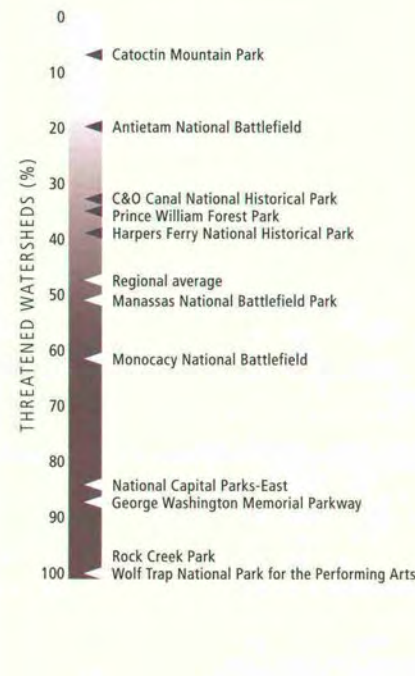 0
Catoctin Mountain Park
10
20
Antietam National Battlefield
30
C&O Canal National Historical Park
Prince William Forest Park
Harpers Ferry National Historical Park
40
Regional average
50
Manassas National Battlefield Park
60
Monocacy National Battlefield
70
80
National Capital Parks-East
George Washington Memorial Parkway
90
Rock Creek Park
100
Wolf Trap National Park for the Performing Arts
THREATENED WATERSHEDS (%)